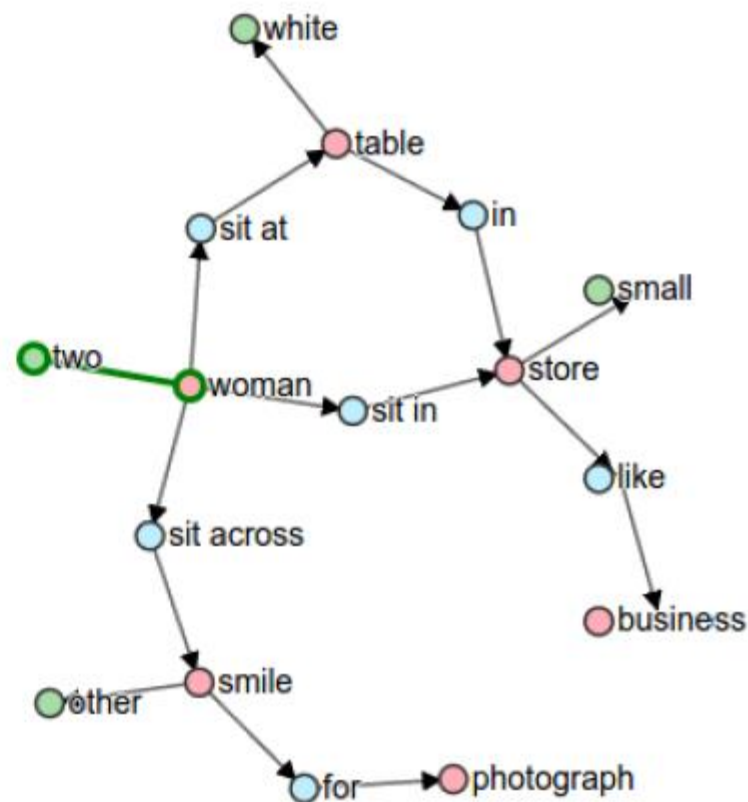 white
table
sit at
in
small
two
woman
store
sit in
like
sit across
business
smile
other
for
photograph